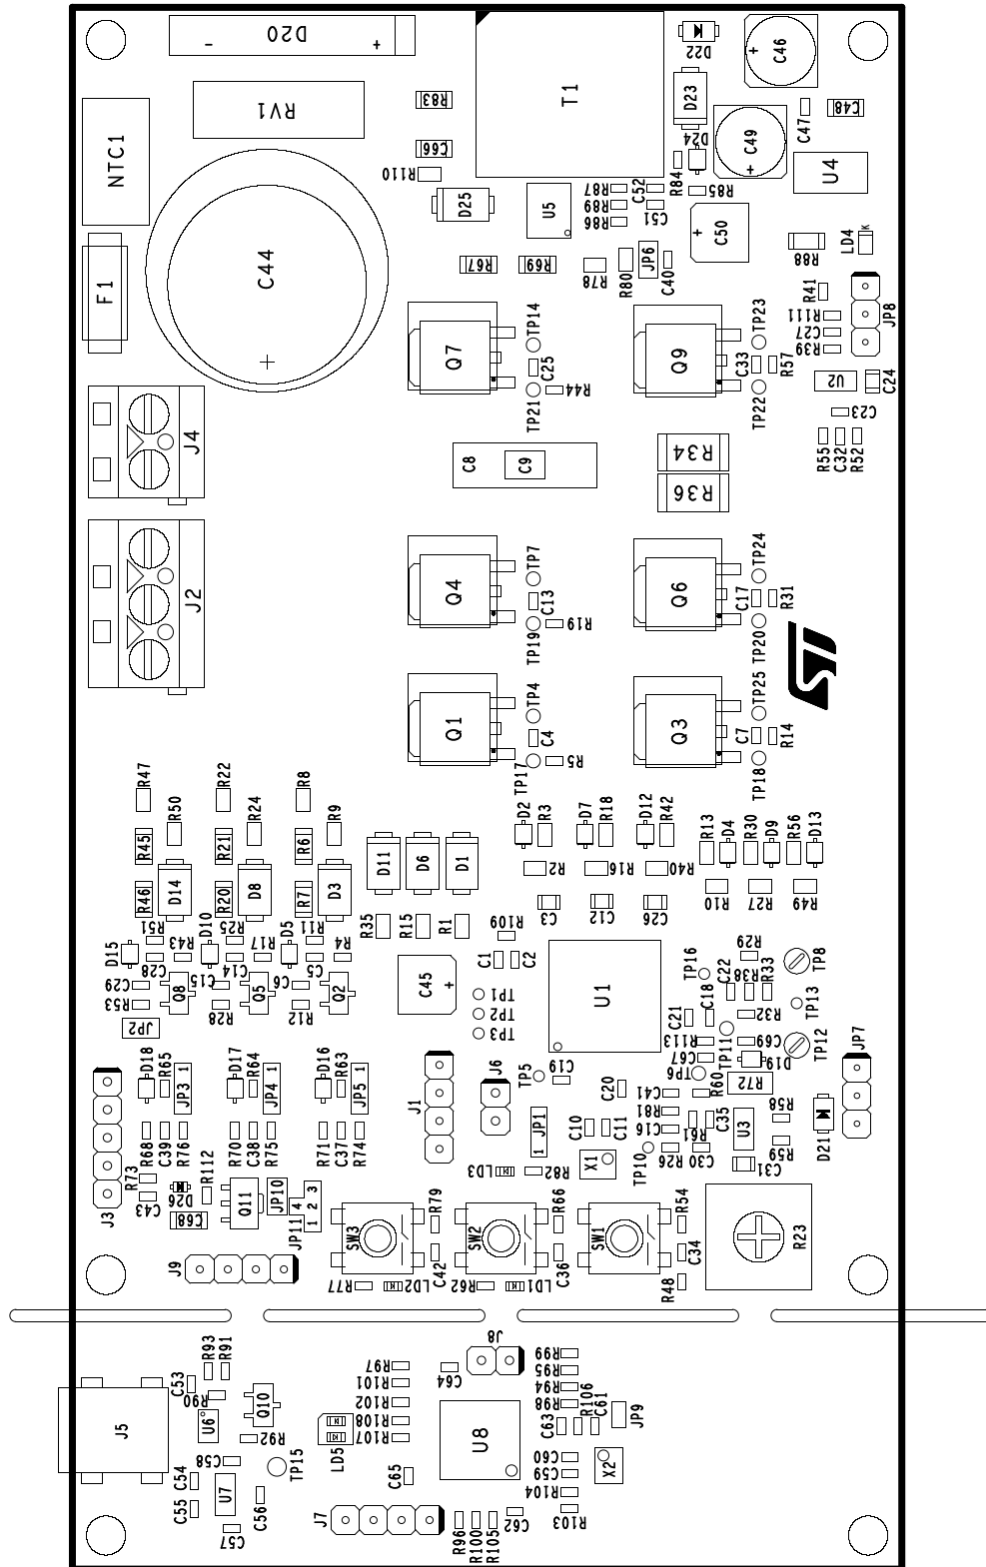 D20
- +
D22
C46
+
NTC1
RV1
R83
T1
D23
C49
+
C47
C48
C66
D24
R110
D25
U5
R87
R89
R86
C52
C51
R84
R85
U4
F1
C44
+
R67
R69
R78
R80
JP6
C40
C50
+
R88
LD4
K
R41
R111
C27
R39
JP8
Q7
TP14
C25
TP21
R44
Q9
TP23
C33
R57
TP22
U2
C24
C23
R55
C32
R52
J4
C8
C9
R34
R36
J2
Q4
TP7
C13
TP19
R19
Q6
TP24
C17
R31
TP20
ST
Q1
TP4
C4
TP17
R5
Q3
TP25
C7
R14
TP18
R47
R22
R8
R50
R24
R9
R45
R21
R6
D11
D6
D1
D2
R3
D7
R18
D12
R42
R13
D4
R30
D9
R56
D13
R46
D14
R20
D8
R7
D3
R2
R16
R40
R10
R27
R49
R35
R15
R1
C3
C12
C26
D15
R51
R43
D10
R25
R17
D5
R11
R4
R109
C29
C28
R53
Q8
C15
C14
R28
Q5
C6
C5
R12
Q2
C45
+
C1
C2
U1
TP1
TP2
TP3
TP16
C22
R29
R38
R33
TP8
TP13
C21
C18
TP11
R32
C69
TP12
JP2
R113
C67
TP6
D19
R72
JP7
D18
R65
JP3
1
D17
R64
JP4
1
D16
R63
JP5
1
J1
J6
TP5
C19
C20
C41
R81
C16
R26
R60
R61
C35
C30
U3
C31
R58
R59
D21
R68
C39
R76
R70
C38
R75
R71
C37
R74
JP1
1
C10
C11
TP10
X1
LD3
R82
J3
R73
C43
D26
C68
R112
Q11
JP10
JP11
4
1 2 3
SW3
R79
C42
SW2
R66
C36
SW1
R54
C34
R48
R23
J9
R77
LD2
R62
LD1
J5
C53
R93
R91
R90
Q10
U6
R92
C54
C55
C58
U7
C57
C56
TP15
R97
R101
R102
R108
R107
LD5
C64
J8
U8
C65
J7
R99
R95
R94
R98
C63
R106
C61
JP9
C60
C59
R104
R103
X2
R96
R100
R105
C62